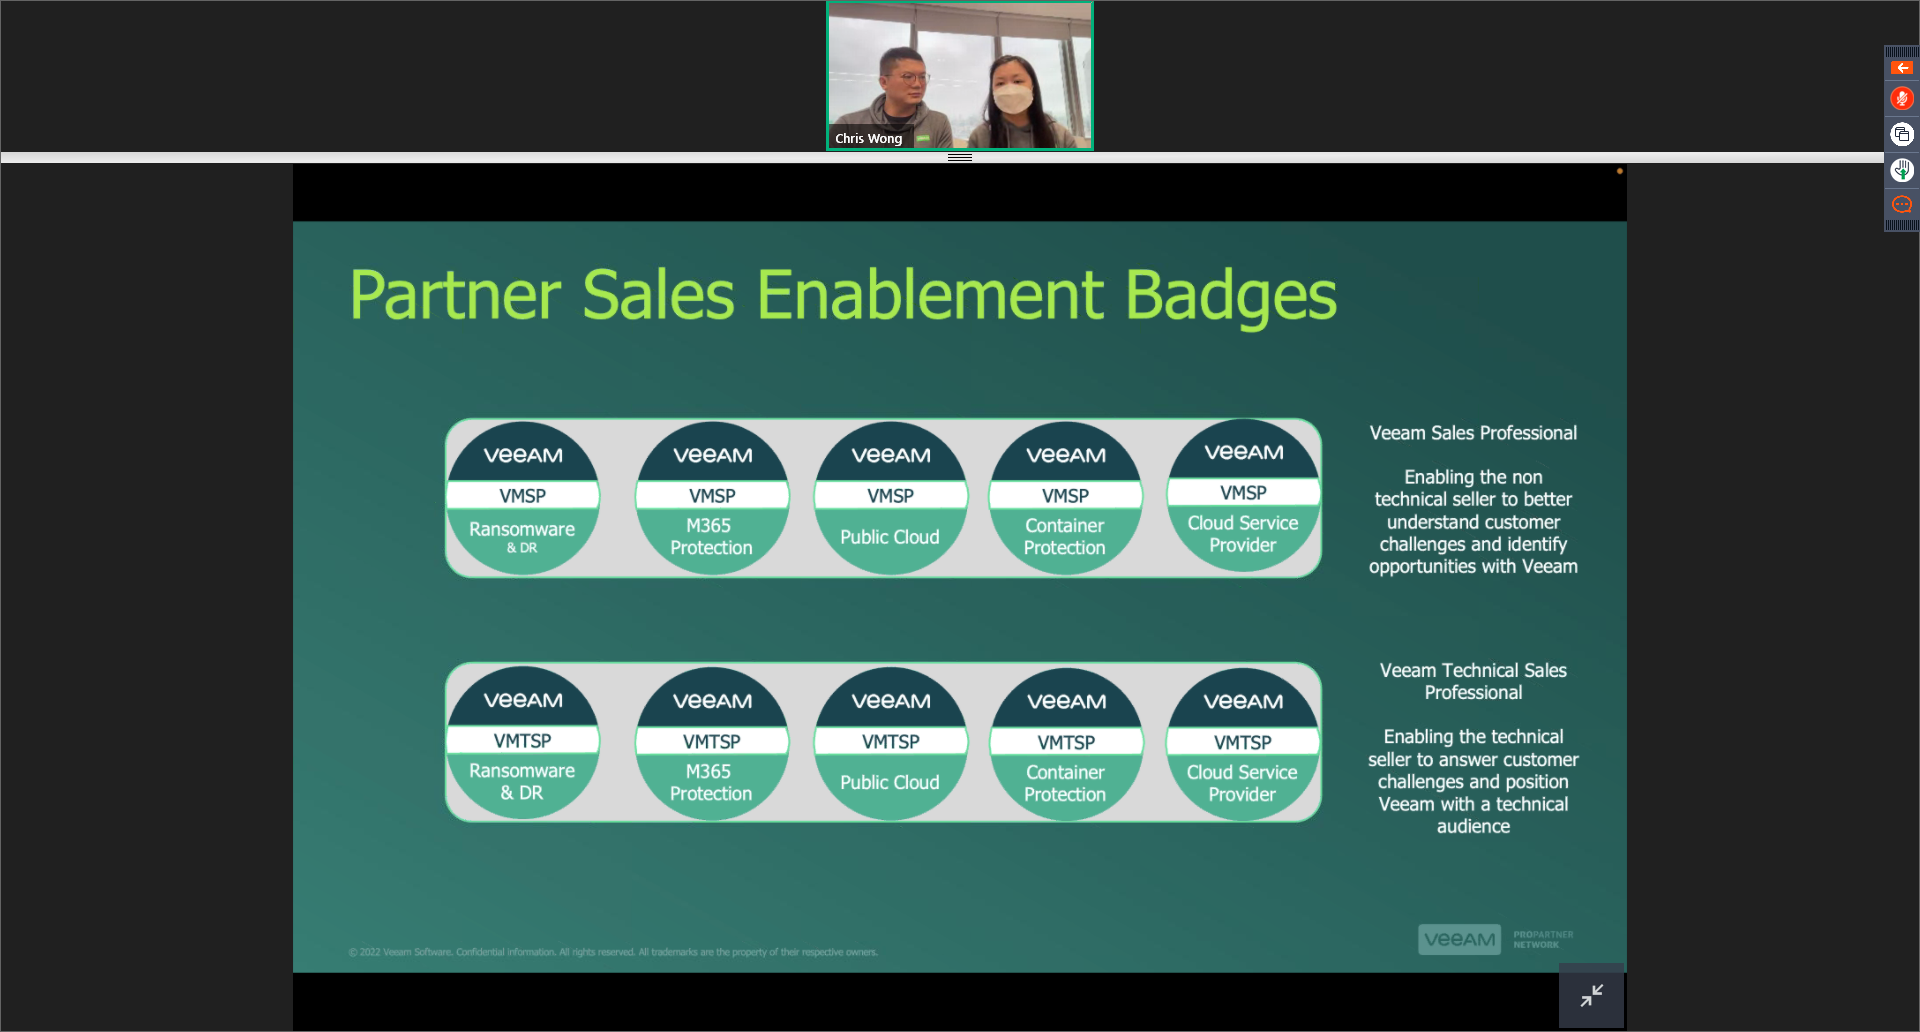 Chris Wong
Partner Sales Enablement Badges
veeAM
VMSP
Ransomware
& DR
veeAM
VMSP
M365
Protection
veeAM
VMSP
Public Cloud
veeAM
VMSP
Container
Protection
veeAM
VMSP
Cloud Service
Provider
Veeam Sales Professional
Enabling the non
technical seller to better
understand customer
challenges and identify
opportunities with Veeam
veeAM
VMTSP
Ransomware
& DR
veeAM
VMTSP
M365
Protection
veeAM
VMTSP
Public Cloud
veeAM
VMTSP
Container
Protection
veeAM
VMTSP
Cloud Service
Provider
Veeam Technical Sales
Professional
Enabling the technical
seller to answer customer
challenges and position
Veeam with a technical
audience
© 2022 Veeam Software. Confidential information. All rights reserved. All trademarks are the property of their respective owners.
veeAM
PROPARTNER
NETWORK